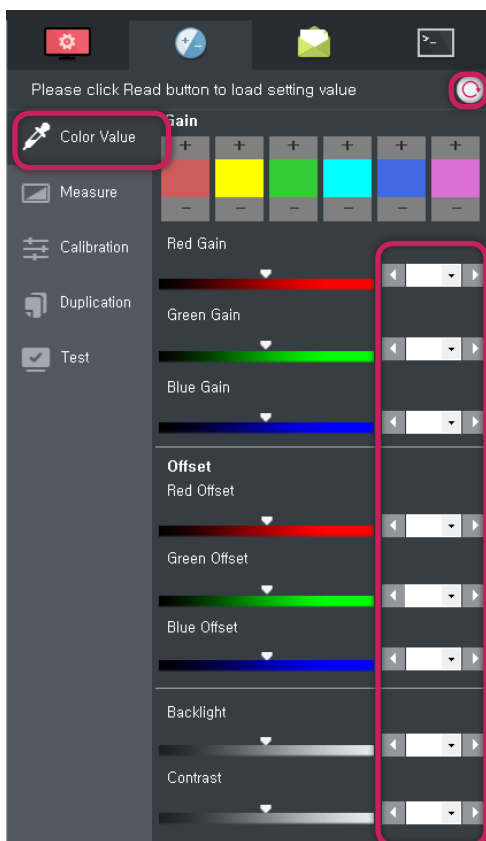 >_
Please click Read button to load setting value
Color Value
Gain
+ + + + + +
- - - - - -
Measure
Calibration
Duplication
Test
Red Gain
Green Gain
Blue Gain
Offset
Red Offset
Green Offset
Blue Offset
Backlight
Contrast